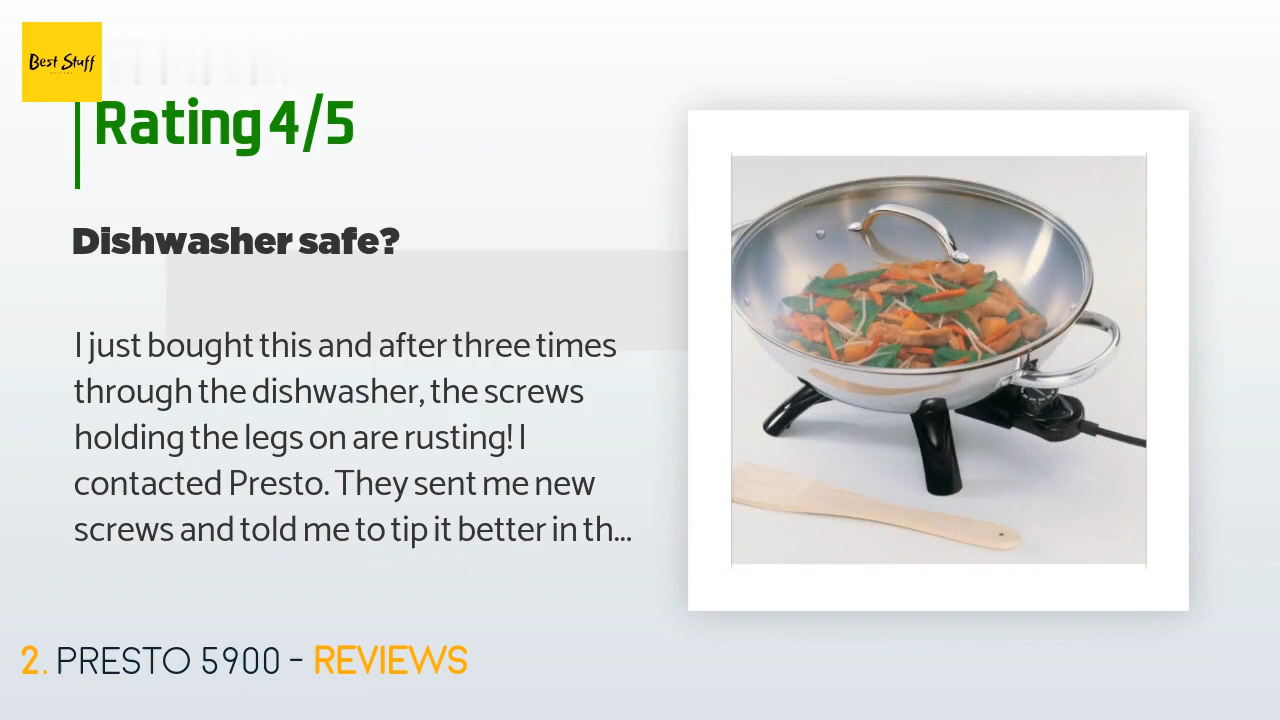 Best Stuff
Rating 4/5
Dishwasher safe?
I just bought this and after three times
through the dishwasher, the screws
holding the legs on are rusting! I
contacted Presto. They sent me new
screws and told me to tip it better in th...
2. PRESTO 5900 - REVIEWS